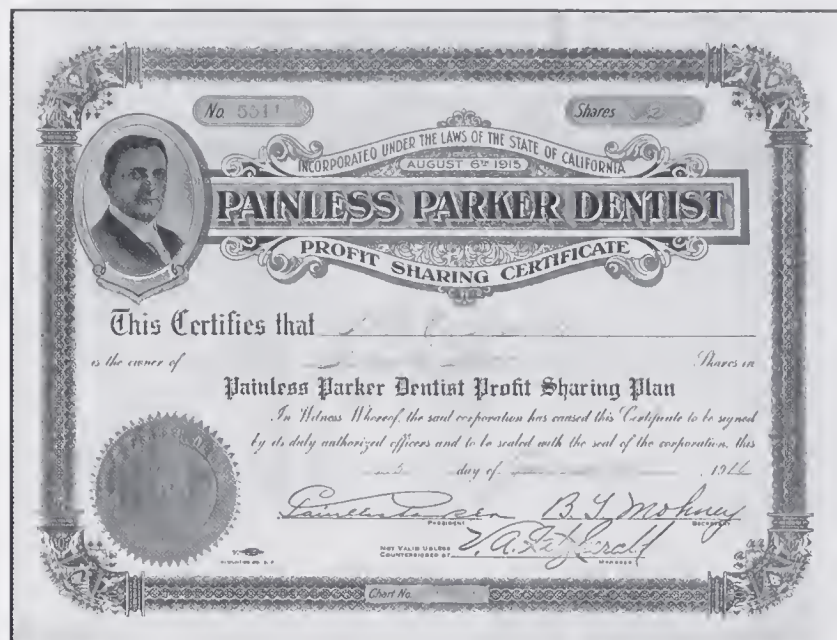 No.
Shares
INCORPORATED UNDER THE LAWS OF THE STATE OF CALIFORNIA
AUGUST 6TH 1915
PAINLESS PARKER DENTIST
PROFIT SHARING CERTIFICATE
This Certifies that
is the owner of Shares in
Painless Parker Dentist Profit Sharing Plan
In Witness Whereof, the said corporation has caused this Certificate to be signed
by its duly authorized officers and to be sealed with the seal of the corporation, this
day of , 19
Painless Parker B. Y. Mohney
PRESIDENT SECRETARY
NOT VALID UNLESS
COUNTERSIGNED BY
MANAGER
Chart No.